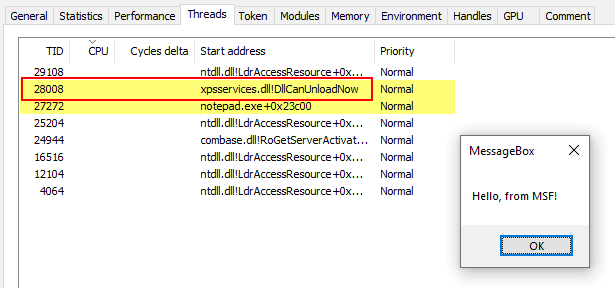 General Statistics Performance Threads Token Modules Memory Environment Handles GPU Comment
TID CPU Cycles delta Start address Priority
29108 ntdll.dll!LdrAccessResource+0x... Normal
28008 xpsservices.dll!DllCanUnloadNow Normal
27272 notepad.exe+0x23c00 Normal
25204 ntdll.dll!LdrAccessResource+0x... Normal
24944 combase.dll!RoGetServerActivat... Normal
16516 ntdll.dll!LdrAccessResource+0x... Normal
12104 ntdll.dll!LdrAccessResource+0x... Normal
4064 ntdll.dll!LdrAccessResource+0x... Normal
MessageBox
Hello, from MSF!
OK